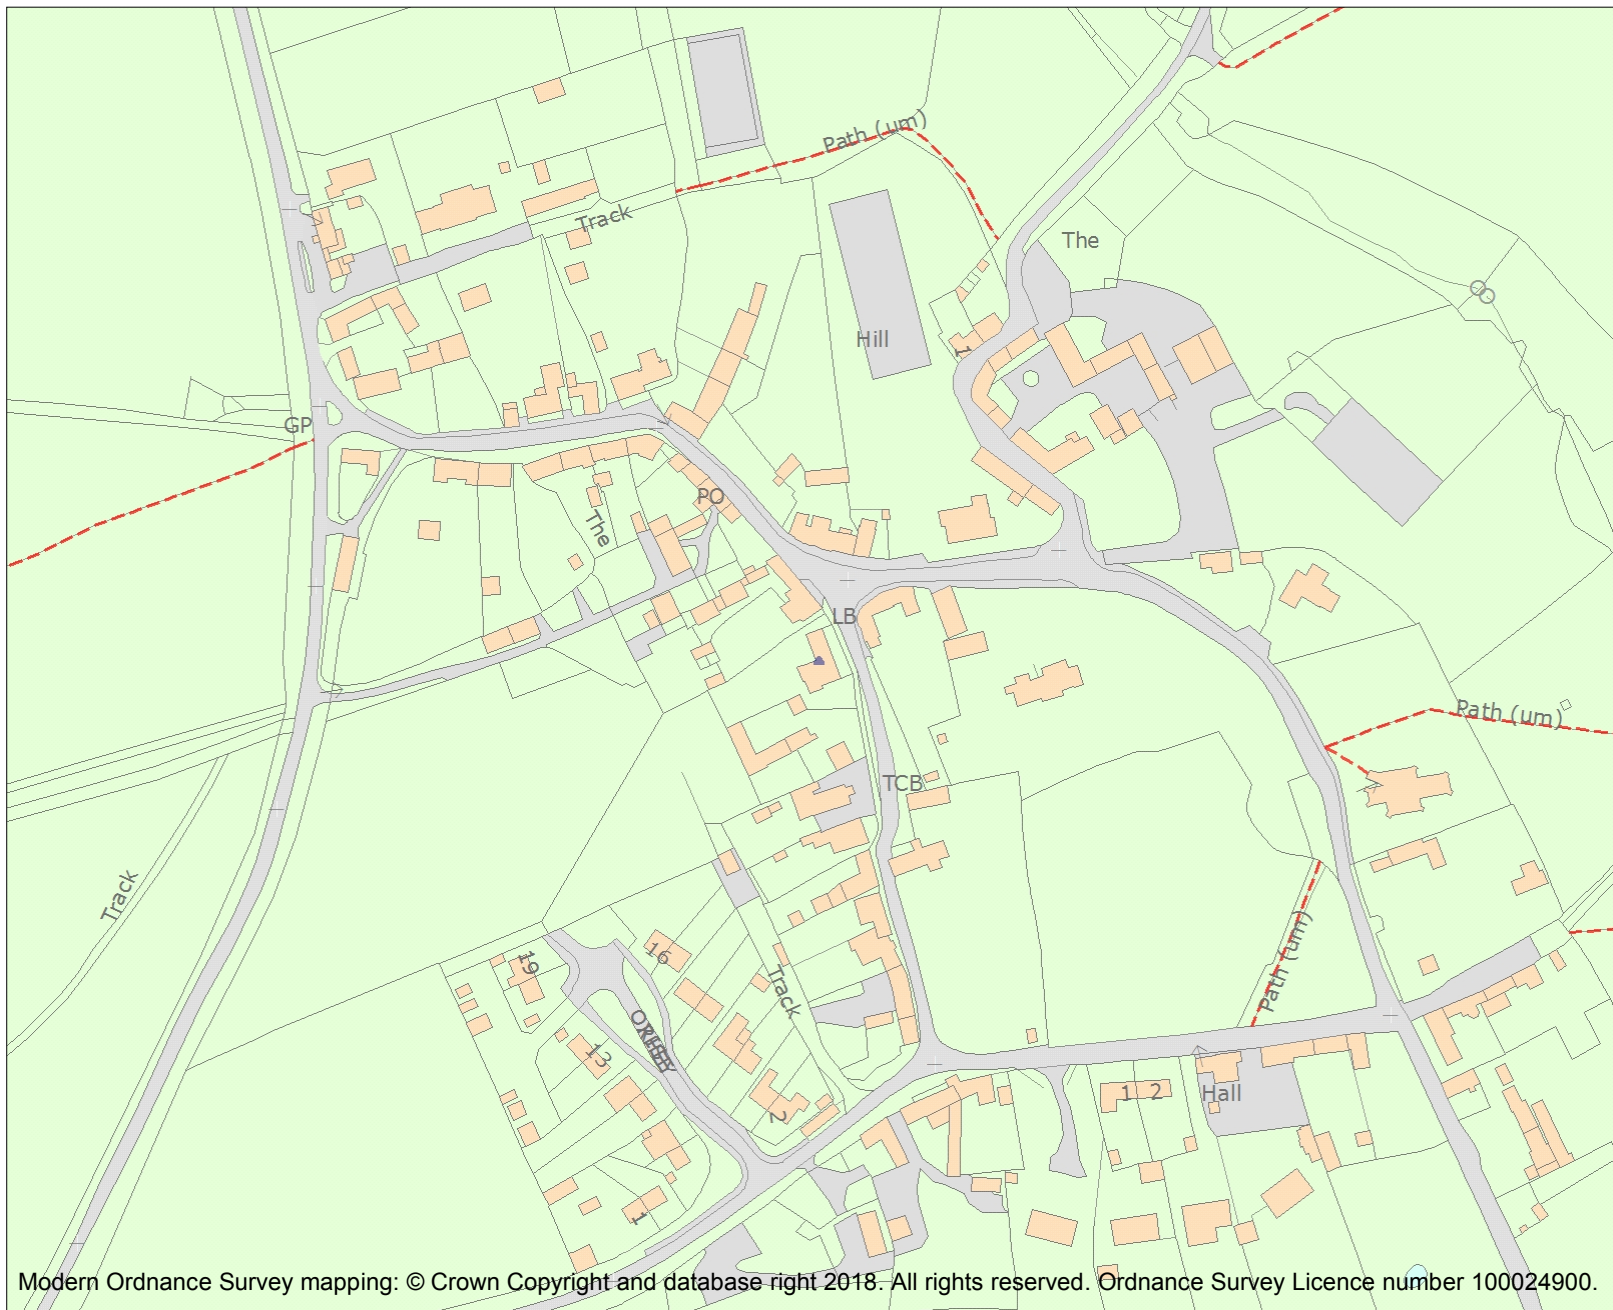 Path (um)
Track
The
Hill
1
GP
PO
The
LB
Path (um)
TCB
Track
Path (um)
16
19
Track
13
1 2
Hall
2
1
Modern Ordnance Survey mapping: © Crown Copyright and database right 2018. All rights reserved. Ordnance Survey Licence number 100024900.